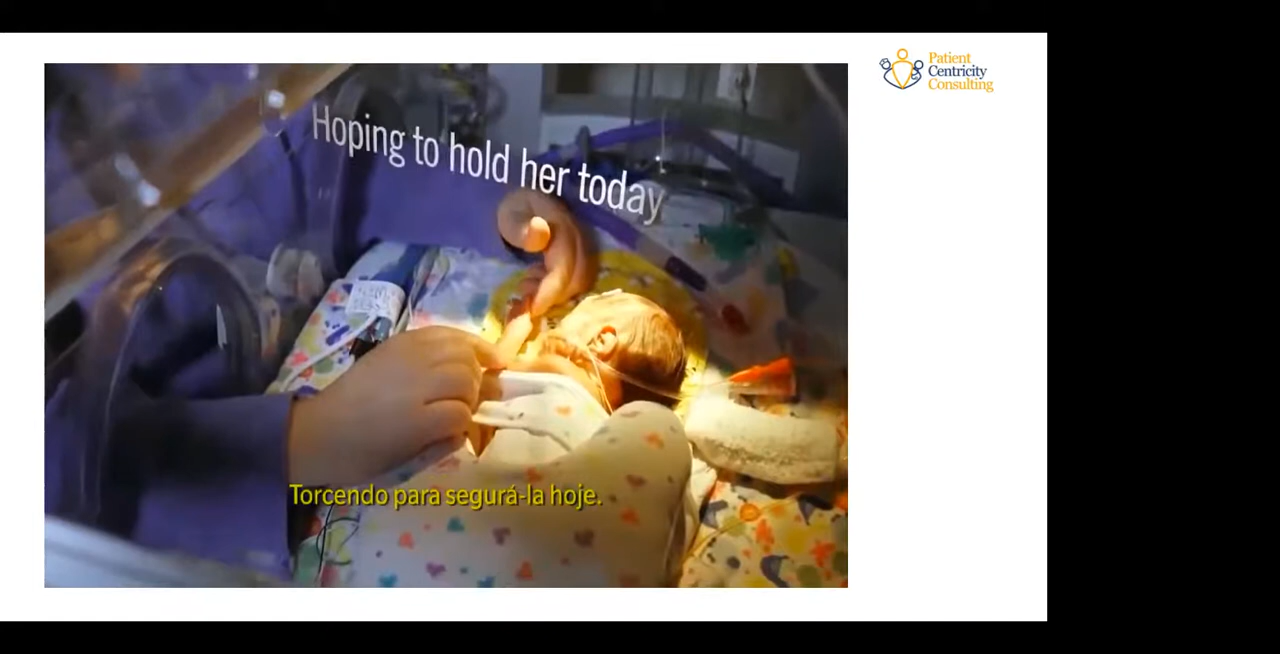 Patient
Centricity
Consulting
Hoping to hold her today
Torcendo para segurá-la hoje.